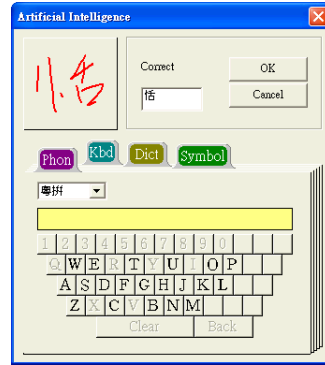 Artificial Intelligence
恬
Correct
OK
恬
Cancel
Phon Kbd Dict Symbol
粵拼
1 2 3 4 5 6 7 8 9 0
Q W E R T Y U I O P
A S D F G H J K L
Z X C V B N M
Clear Back